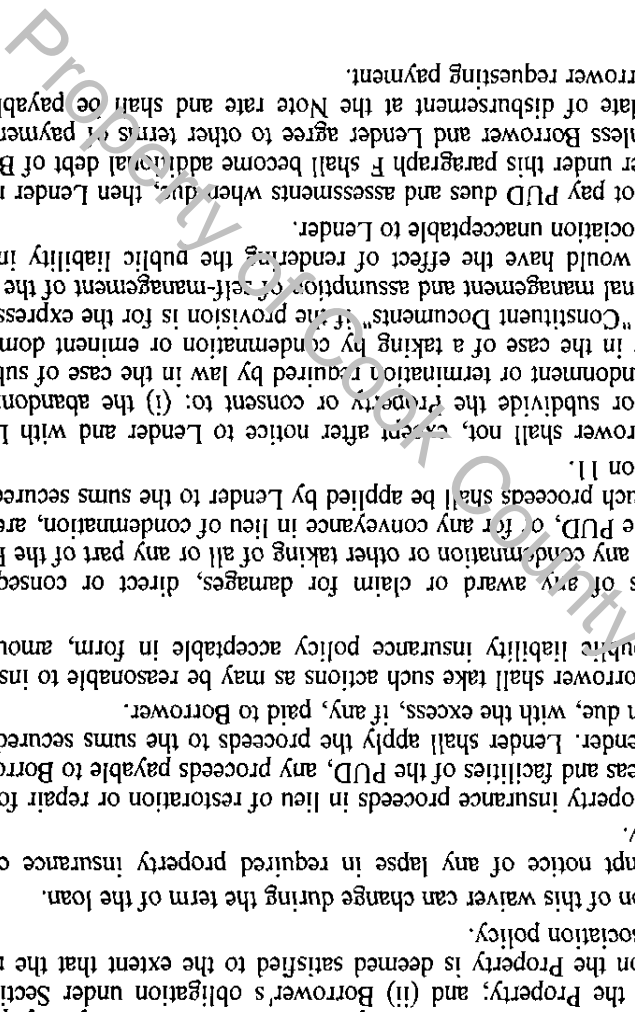 the Property; and (ii) Borrower's obligation under Secti
on the Property is deemed satisfied to the extent that the r
sociation policy.
on of this waiver can change during the term of the loan.
mpt notice of any lapse in required property insurance c
y.
operty insurance proceeds in lieu of restoration or repair fo
eas and facilities of the PUD, any proceeds payable to Borro
ender. Lender shall apply the proceeds to the sums secured
n due, with the excess, if any, paid to Borrower.
orrower shall take such actions as may be reasonable to ins
public liability insurance policy acceptable in form, amou
s of any award or claim for damages, direct or conseq
any condemnation or other taking of all or any part of the P
e PUD, or for any conveyance in lieu of condemnation, are
uch proceeds shall be applied by Lender to the sums secured
on 11.
rrower shall not, except after notice to Lender and with L
or subdivide the Property or consent to: (i) the abandon
ndonment or termination required by law in the case of sub
r in the case of a taking by condemnation or eminent dom
"Constituent Documents" if the provision is for the express
nal management and assumption of self-management of the
would have the effect of rendering the public liability in
ociation unacceptable to Lender.
ot pay PUD dues and assessments when due, then Lender r
er under this paragraph F shall become additional debt of B
less Borrower and Lender agree to other terms of paymen
late of disbursement at the Note rate and shall be payabl
rrower requesting payment.
Property of Cook County